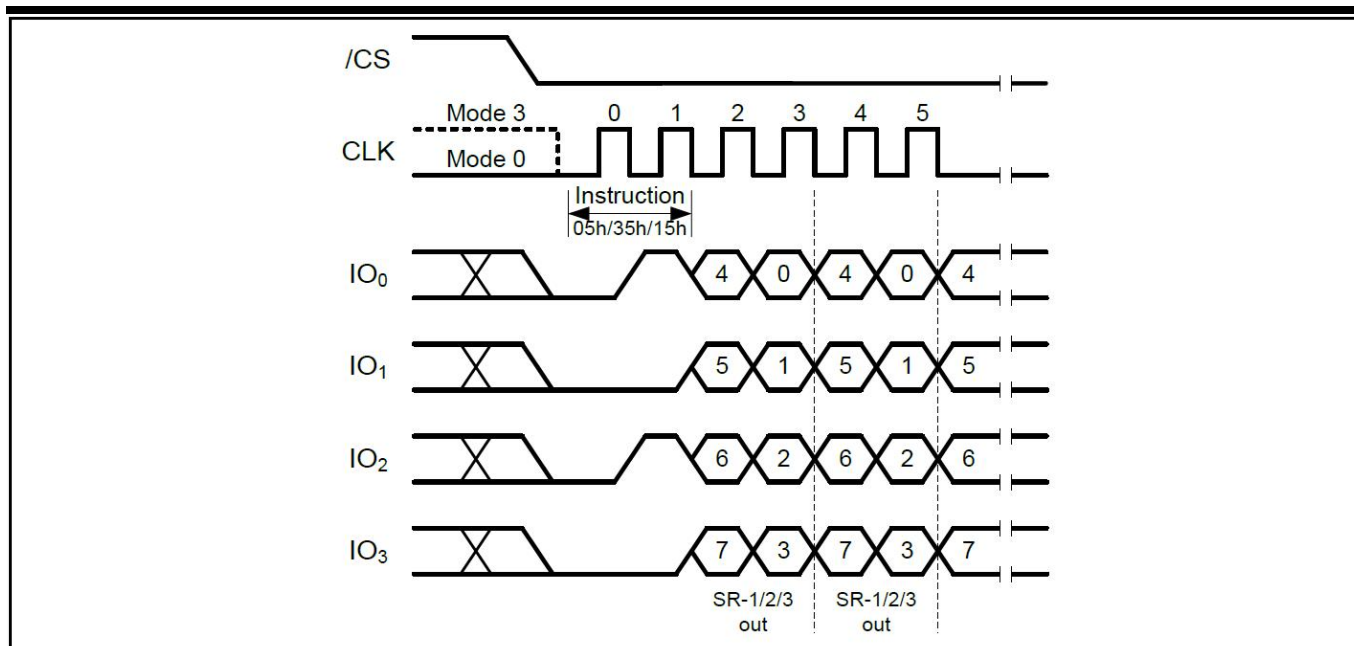 /CS
Mode 3 0 1 2 3 4 5
CLK
Mode 0
Instruction
05h/35h/15h
IO₀ 4 0 4 0 4
IO₁ 5 1 5 1 5
IO₂ 6 2 6 2 6
IO₃ 7 3 7 3 7
SR-1/2/3 SR-1/2/3
out out